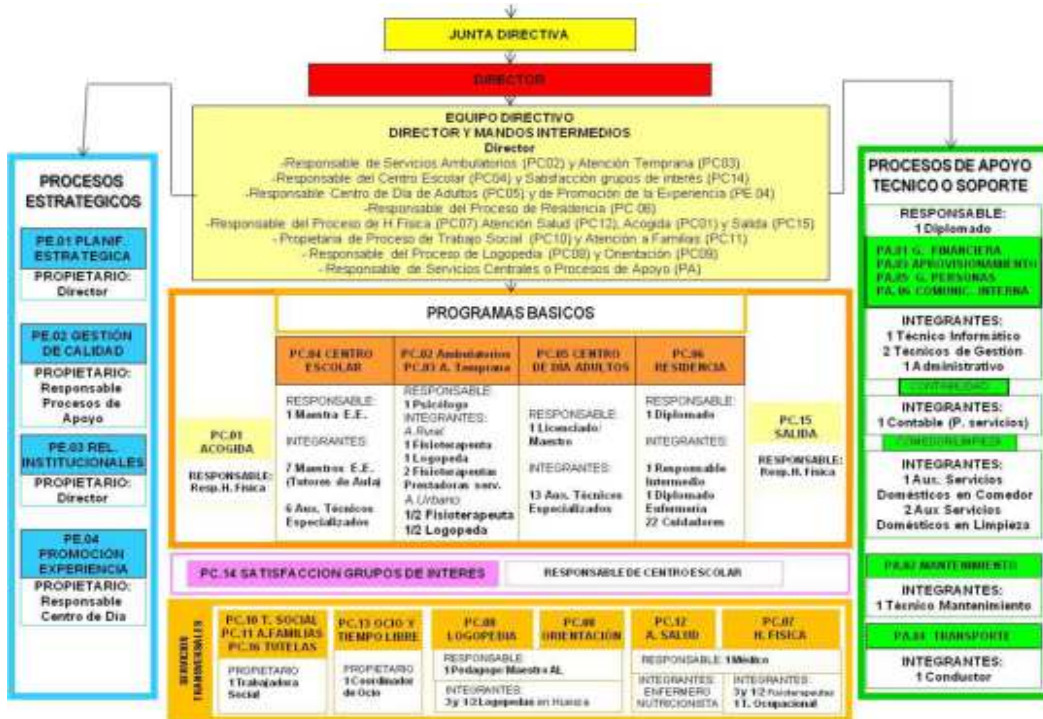 JUNTA DIRECTIVA
DIRECTOR
EQUIPO DIRECTIVO
DIRECTOR Y MANDOS INTERMEDIOS
Director
-Responsable de Servicios Ambulatorios (PC02) y Atención Temprana (PC03)
-Responsable del Centro Escolar (PC04) y Satisfacción grupos de interés (PC14)
-Responsable Centro de Día de Adultos (PC05) y de Promoción de la Experiencia (PE.04)
-Responsable del Proceso de Residencia (PC-06)
-Responsable del Proceso de H.Física (PC07) Atención Salud (PC12), Acogida (PC01) y Salida (PC15)
- Propietaria de Proceso de Trabajo Social (PC10) y Atención a Familias (PC11)
- Responsable del Proceso de Logopedia (PC08) y Orientación (PC09)
- Responsable de Servicios Centrales o Procesos de Apoyo (PA)
PROCESOS
ESTRATEGICOS
PE.01 PLANIF.
ESTRATEGICA
PROPIETARIO:
Director
PE.02 GESTIÓN
DE CALIDAD
PROPIETARIO:
Responsable
Procesos de
Apoyo
PE.03 REL.
INSTITUCIONALES
PROPIETARIO:
Director
PE.04
PROMOCIÓN
EXPERIENCIA
PROPIETARIO:
Responsable
Centro de Dia
PROGRAMAS BASICOS
PC.01
ACOGIDA
RESPONSABLE:
Resp.H. Física
PC.04 CENTRO
ESCOLAR
RESPONSABLE:
1 Maestra E.E.
INTEGRANTES:
7 Maestros E.E.
(Tutores de Aula)
6 Aux. Técnicos
Especializados
PC.02 Ambulatorios
PC.03 A. Temprana
RESPONSABLE:
1 Psicólogo
INTEGRANTES:
A.Rural
1 Fisioterapeuta
1 Logopeda
2 Fisioterapeutas
Prestadoras serv.
A.Urbano
1/2 Fisioterapeuta
1/2 Logopeda
PC.05 CENTRO
DE DÍA ADULTOS
RESPONSABLE:
1 Licenciado/
Maestro
INTEGRANTES:
13 Aux. Técnicos
Especializados
PC.06
RESIDENCIA
RESPONSABLE:
1 Diplomado
INTEGRANTES:
1 Responsable
Intermedio
1 Diplomado
Enfermería
22 Cuidadores
PC.15
SALIDA
RESPONSABLE:
Resp.H. Física
PC.14 SATISFACCION GRUPOS DE INTERES
RESPONSABLE DE CENTRO ESCOLAR
SERVICIOS
TRANSVERSALES
PC.10 T. SOCIAL
PC.11 A.FAMILIAS
PC.16 TUTELAS
PROPIETARIO
1 Trabajadora
Social
PC.13 OCIO Y
TIEMPO LIBRE
PROPIETARIO
1 Coordinador
de Ocio
PC.08
LOGOPEDIA
ORIENTACIÓN
RESPONSABLE:
1 Pedagogo/Maestro AL
INTEGRANTES:
3 y 1/2 Logopedas en Huesca
PC.12
A. SALUD
PC.07
H. FISICA
RESPONSABLE: 1 Médico
INTEGRANTES:
ENFERMERO
NUTRICIONISTA
INTEGRANTES:
3 y 1/2 Fisioterapeutas
1 T. Ocupacional
PROCESOS DE APOYO
TECNICO O SOPORTE
RESPONSABLE:
1 Diplomado
PA.01 G. FINANCIERA
PA.03 APROVISIONAMIENTO
PA.05 G. PERSONAS
PA.06 COMUNIC. INTERNA
INTEGRANTES:
1 Técnico Informático
2 Técnicos de Gestión
1 Administrativo
CONTABILIDAD
INTEGRANTES:
1 Contable (P. servicios)
COMEDOR/LIMPIEZA
INTEGRANTES:
1 Aux. Servicios
Domésticos en Comedor
2 Aux Servicios
Domésticos en Limpieza
PA.02 MANTENIMIENTO
INTEGRANTES:
1 Técnico Mantenimiento
PA.04 TRANSPORTE
INTEGRANTES:
1 Conductor